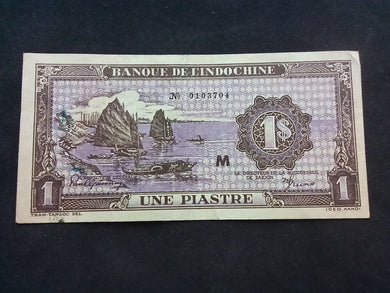 BANQUE DE L'INDOCHINE
№ 0103704
1$
M
LE DIRECTEUR DE LA SUCCURSALE
DE SAIGON
1
UNE PIASTRE
1
TRAN-TANLOC DEL
IDEO, HANOI